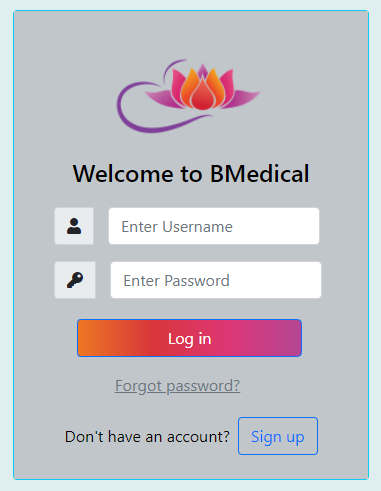 Welcome to BMedical
Enter Username
Enter Password
Log in
Forgot password?
Don't have an account? Sign up